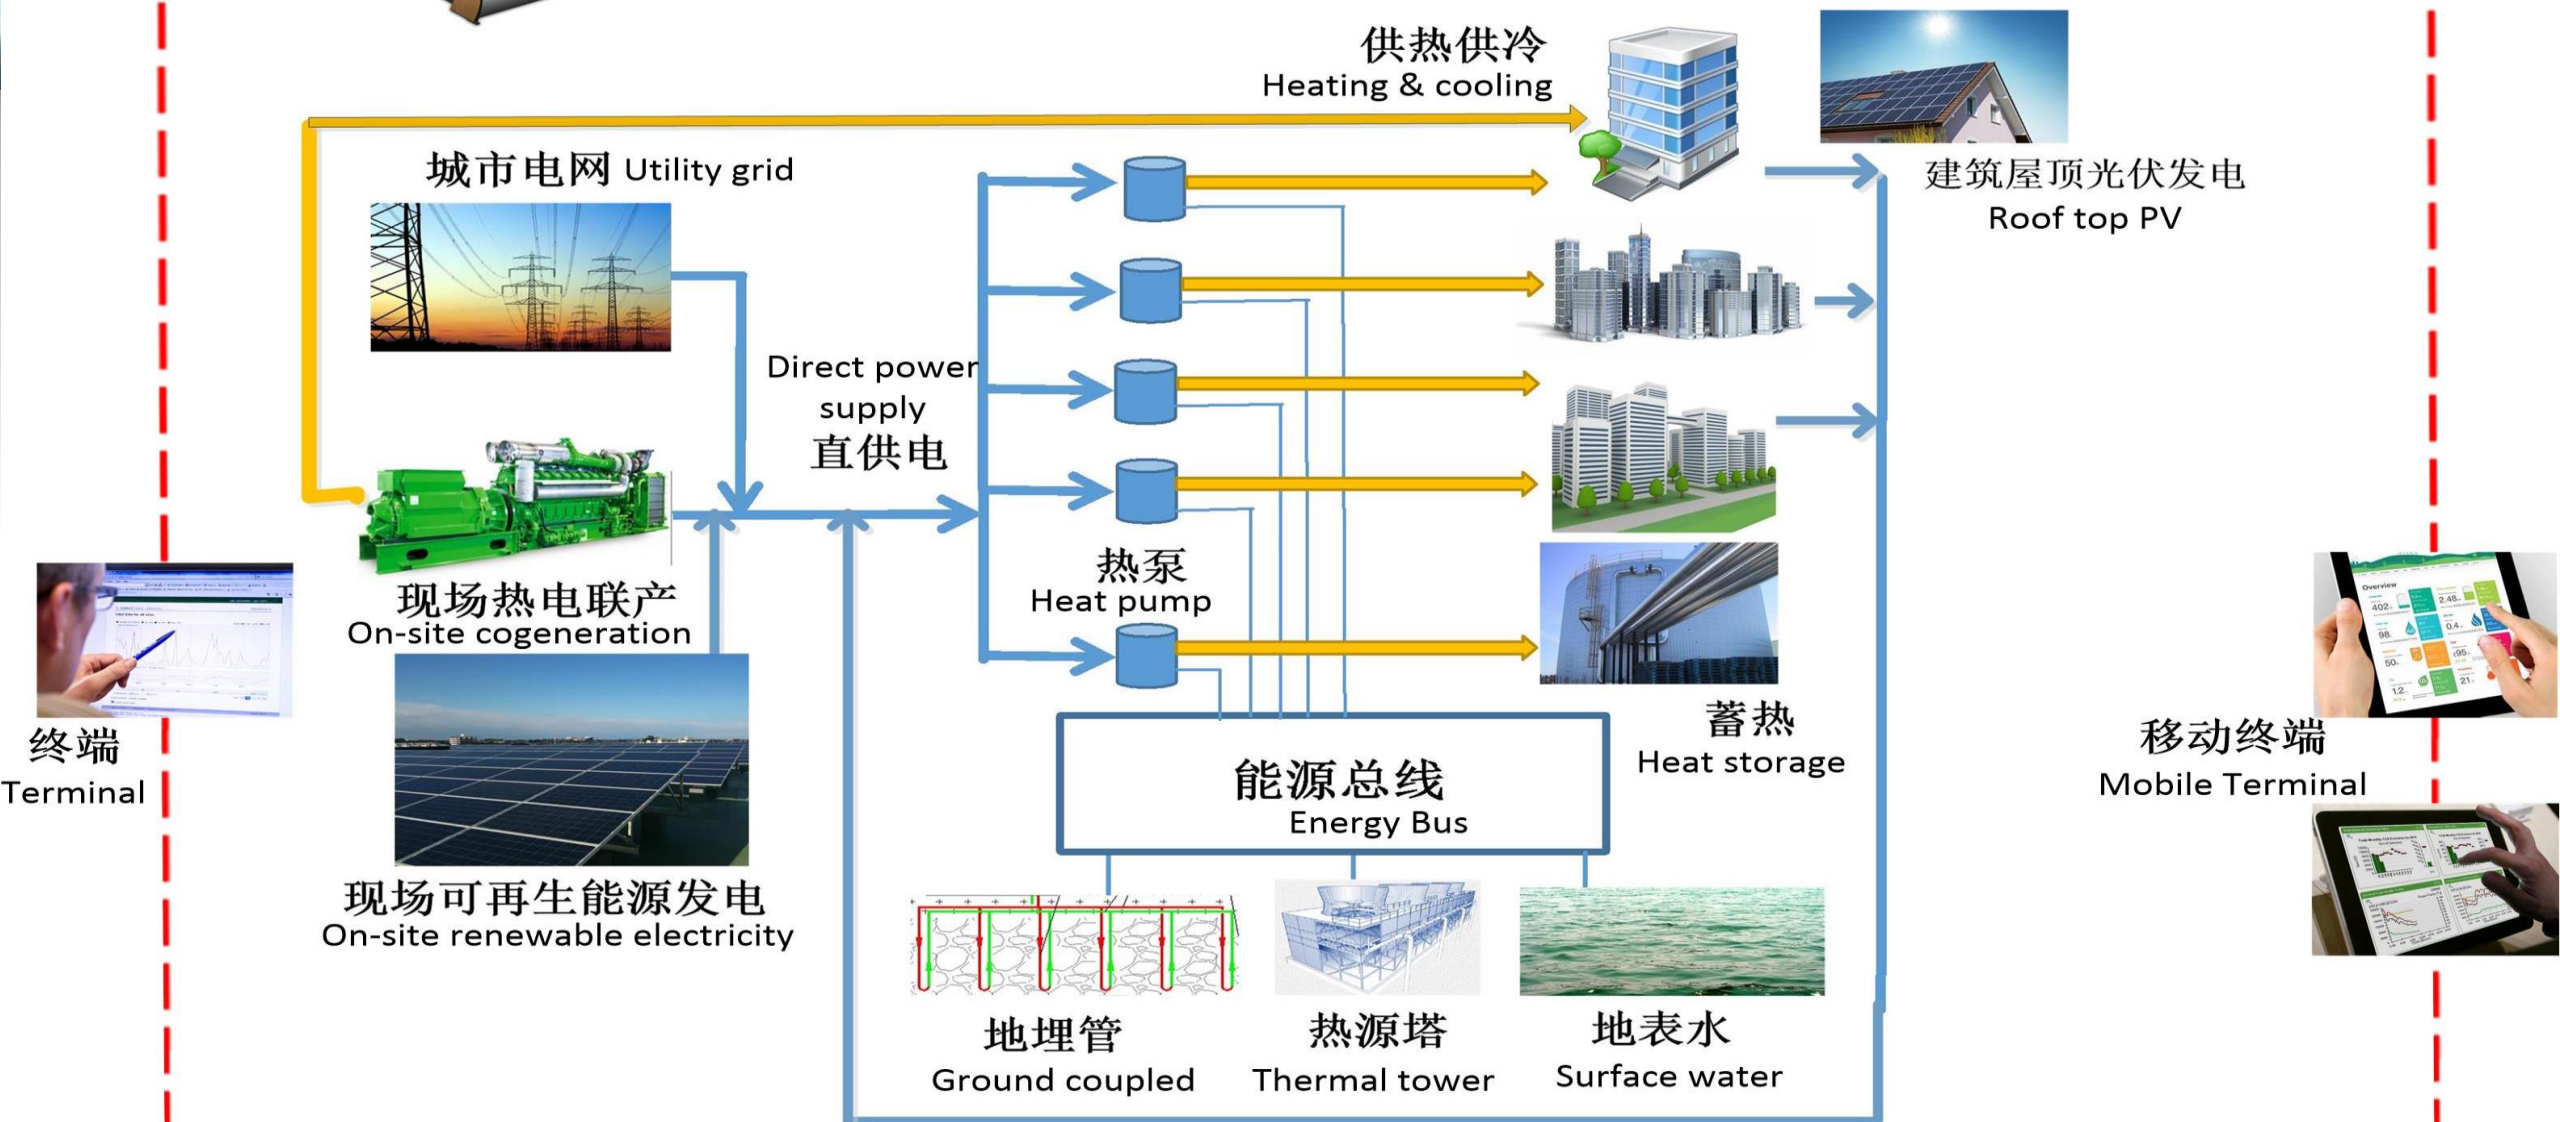 供热供冷
Heating & cooling
城市电网 Utility grid
建筑屋顶光伏发电
Roof top PV
Direct power
supply
直供电
热泵
Heat pump
现场热电联产
On-site cogeneration
终端
Terminal
蓄热
Heat storage
Overview
移动终端
Mobile Terminal
能源总线
Energy Bus
现场可再生能源发电
On-site renewable electricity
地埋管
Ground coupled
热源塔
Thermal tower
地表水
Surface water